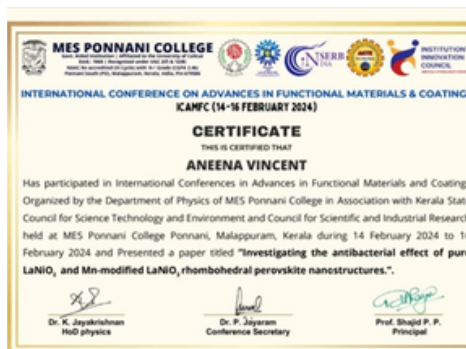 MES PONNANI COLLEGE
SERB
INSTITUTION
INNOVATION
COUNCIL
INTERNATIONAL CONFERENCE ON ADVANCES IN FUNCTIONAL MATERIALS & COATING
ICAMFC (14-16 FEBRUARY 2024)
CERTIFICATE
THIS IS CERTIFIED THAT
ANEENA VINCENT
Has participated in International Conferences in Advances in Functional Materials and Coating
Organized by the Department of Physics of MES Ponnani College in Association with Kerala Stat
Council for Science Technology and Environment and Council for Scientific and Industrial Research
held at MES Ponnani College Ponnani, Malappuram, Kerala during 14 February 2024 to 1
February 2024 and Presented a paper titled "Investigating the antibacterial effect of pure
LaNiO3 and Mn-modified LaNiO3 rhombohedral perovskite nanostructures.".
Dr. K. Jayakrishnan
HoD physics
Dr. P. Jayaram
Conference Secretary
Prof. Shajid P. P.
Principal